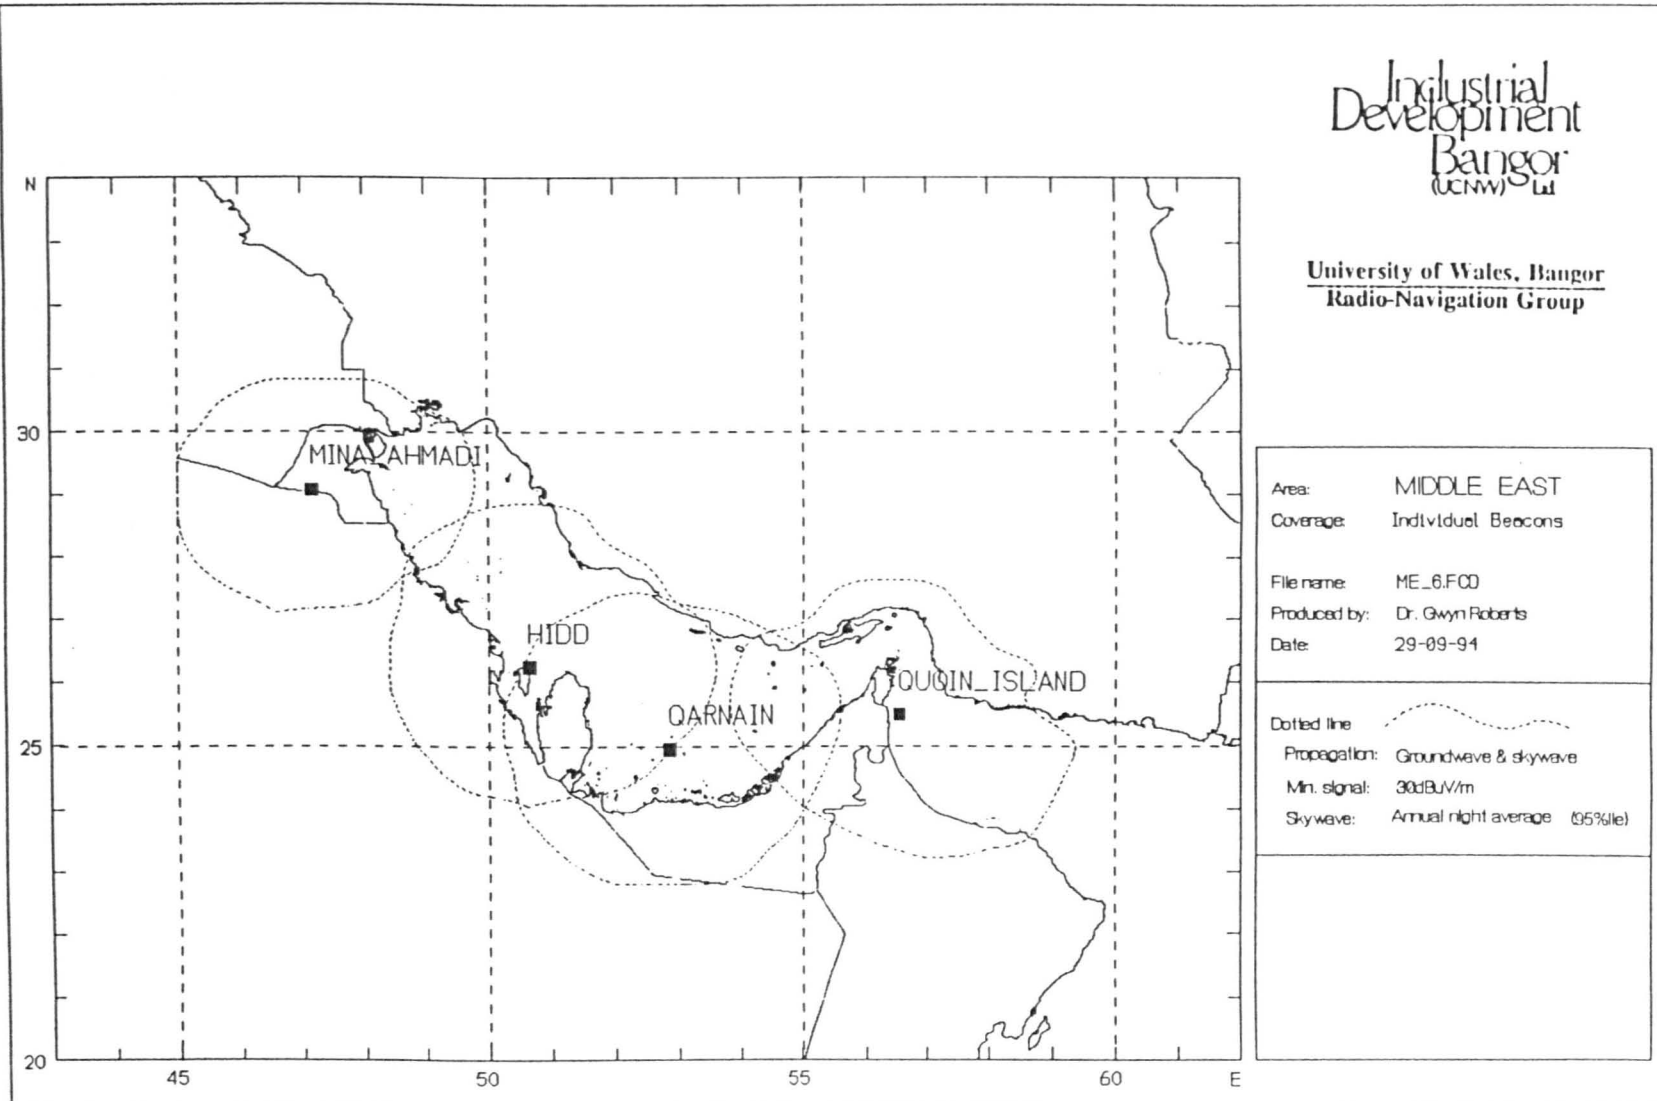 Industrial
Development
Bangor
(UCNW) Ltd
University of Wales, Bangor
Radio-Navigation Group
N
30
25
20
45
50
55
60
E
MINA_AHMADI
HIDD
QARNAIN
QUOIN_ISLAND
Area: MIDDLE EAST
Coverage: Individual Beacons
File name: ME_6.FCD
Produced by: Dr. Gwyn Roberts
Date: 29-09-94
Dotted line
Propagation: Groundwave & skywave
Min. signal: 30dBuV/m
Skywave: Annual night average (95%ile)